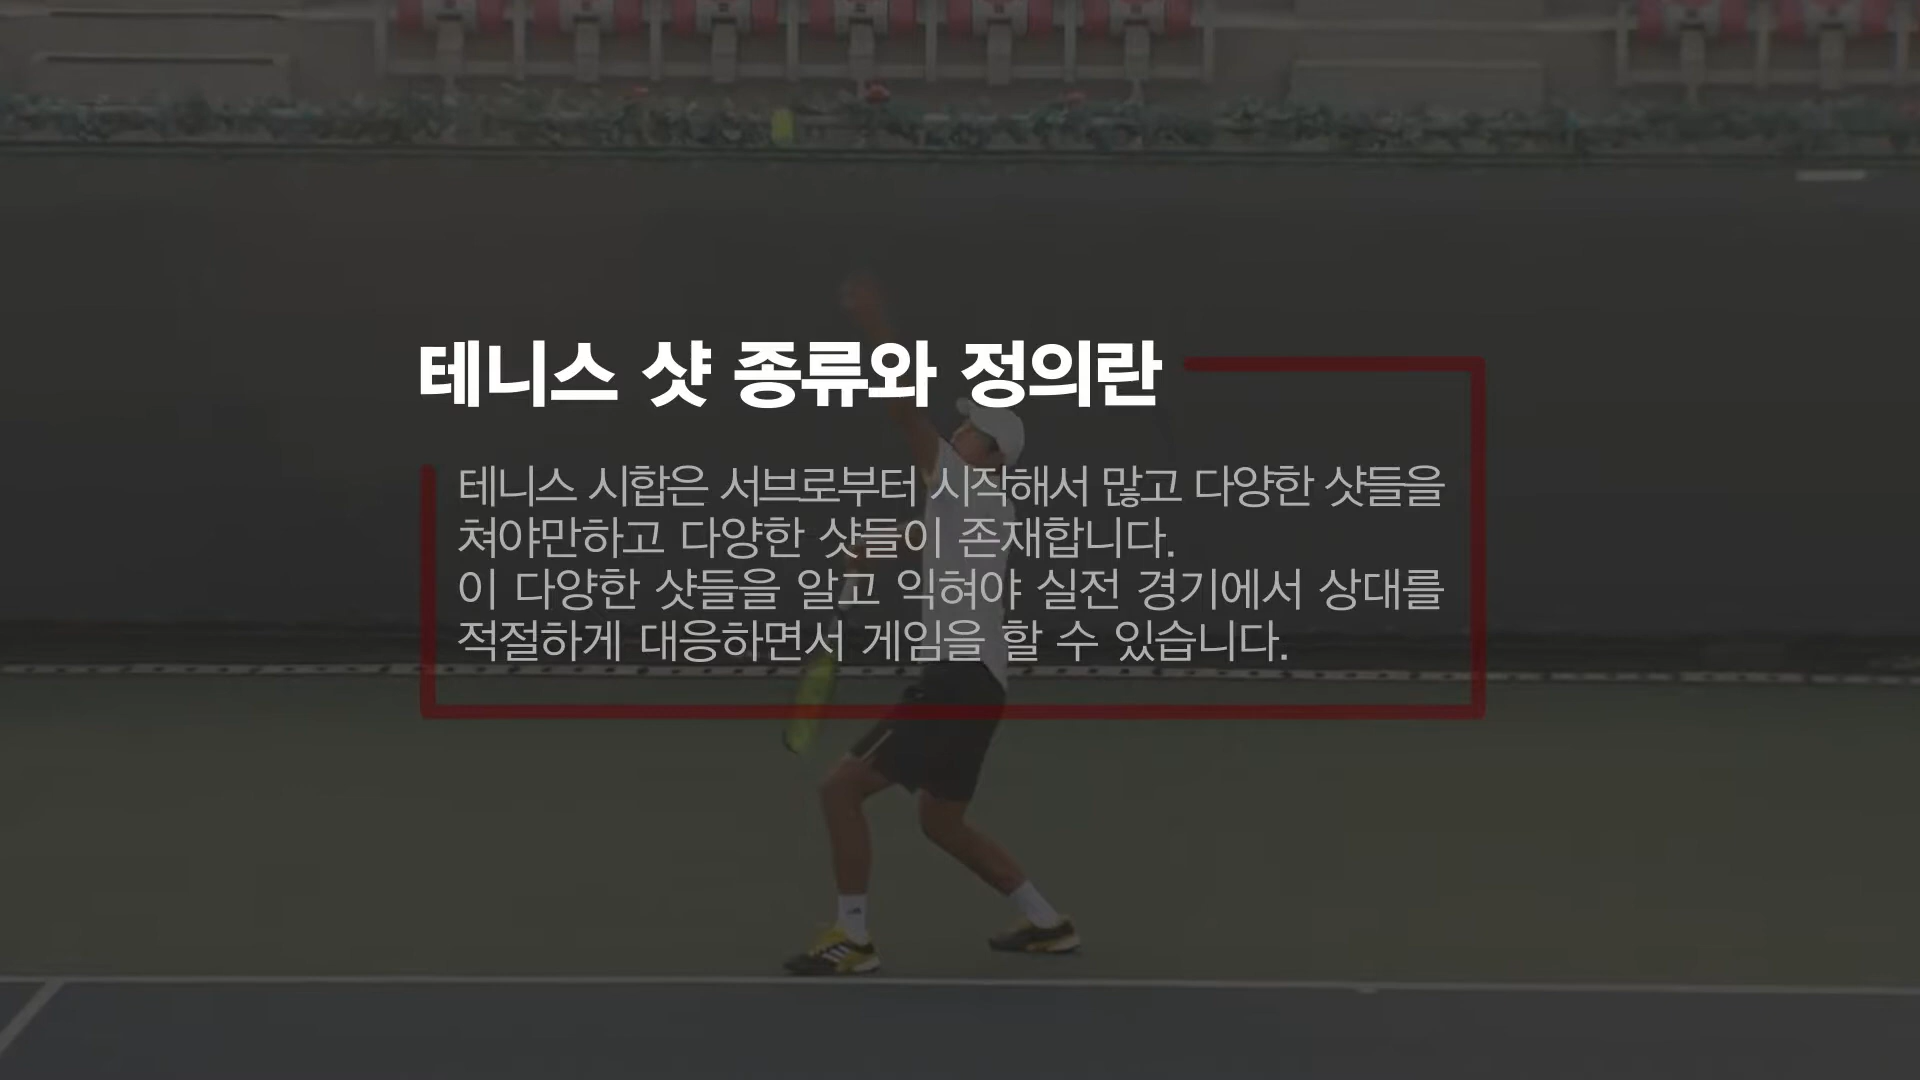 테니스 샷 종류와 정의란
테니스 시합은 서브로부터 시작해서 많고 다양한 샷들을
쳐야만하고 다양한 샷들이 존재합니다.
이 다양한 샷들을 알고 익혀야 실전 경기에서 상대를
적절하게 대응하면서 게임을 할 수 있습니다.